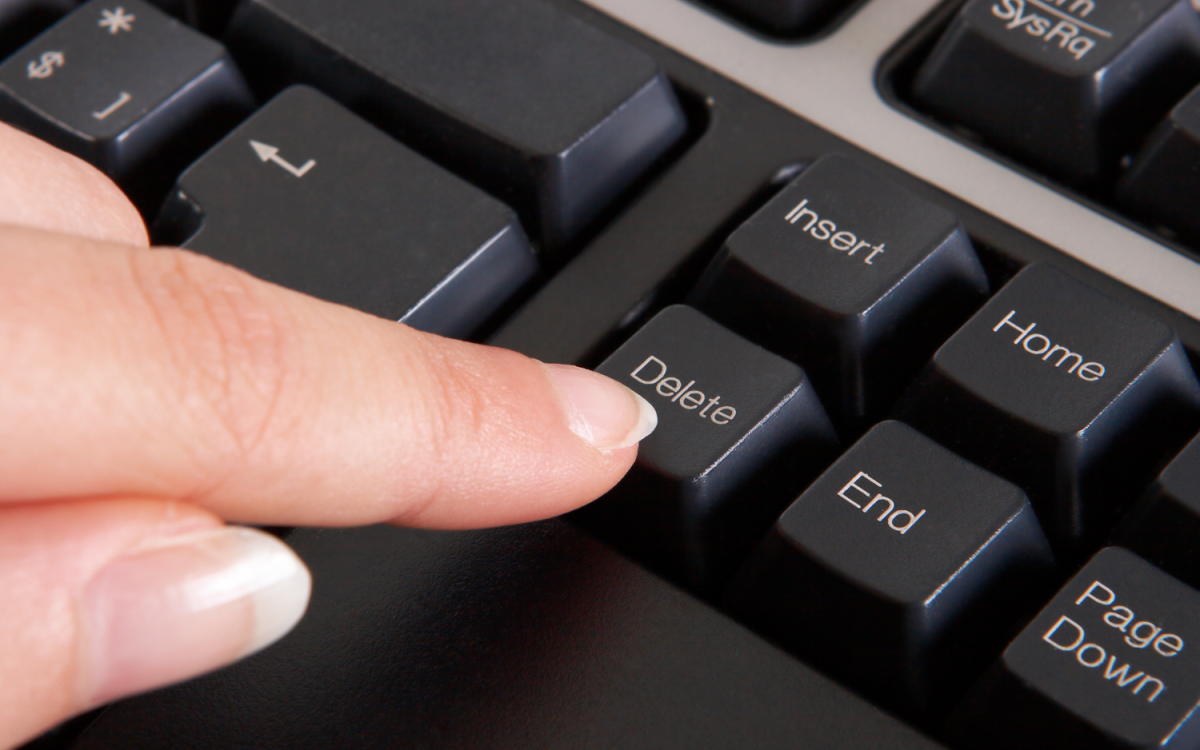 *
$ ]
SysRq
Insert
Home
Delete
End
Page
Down